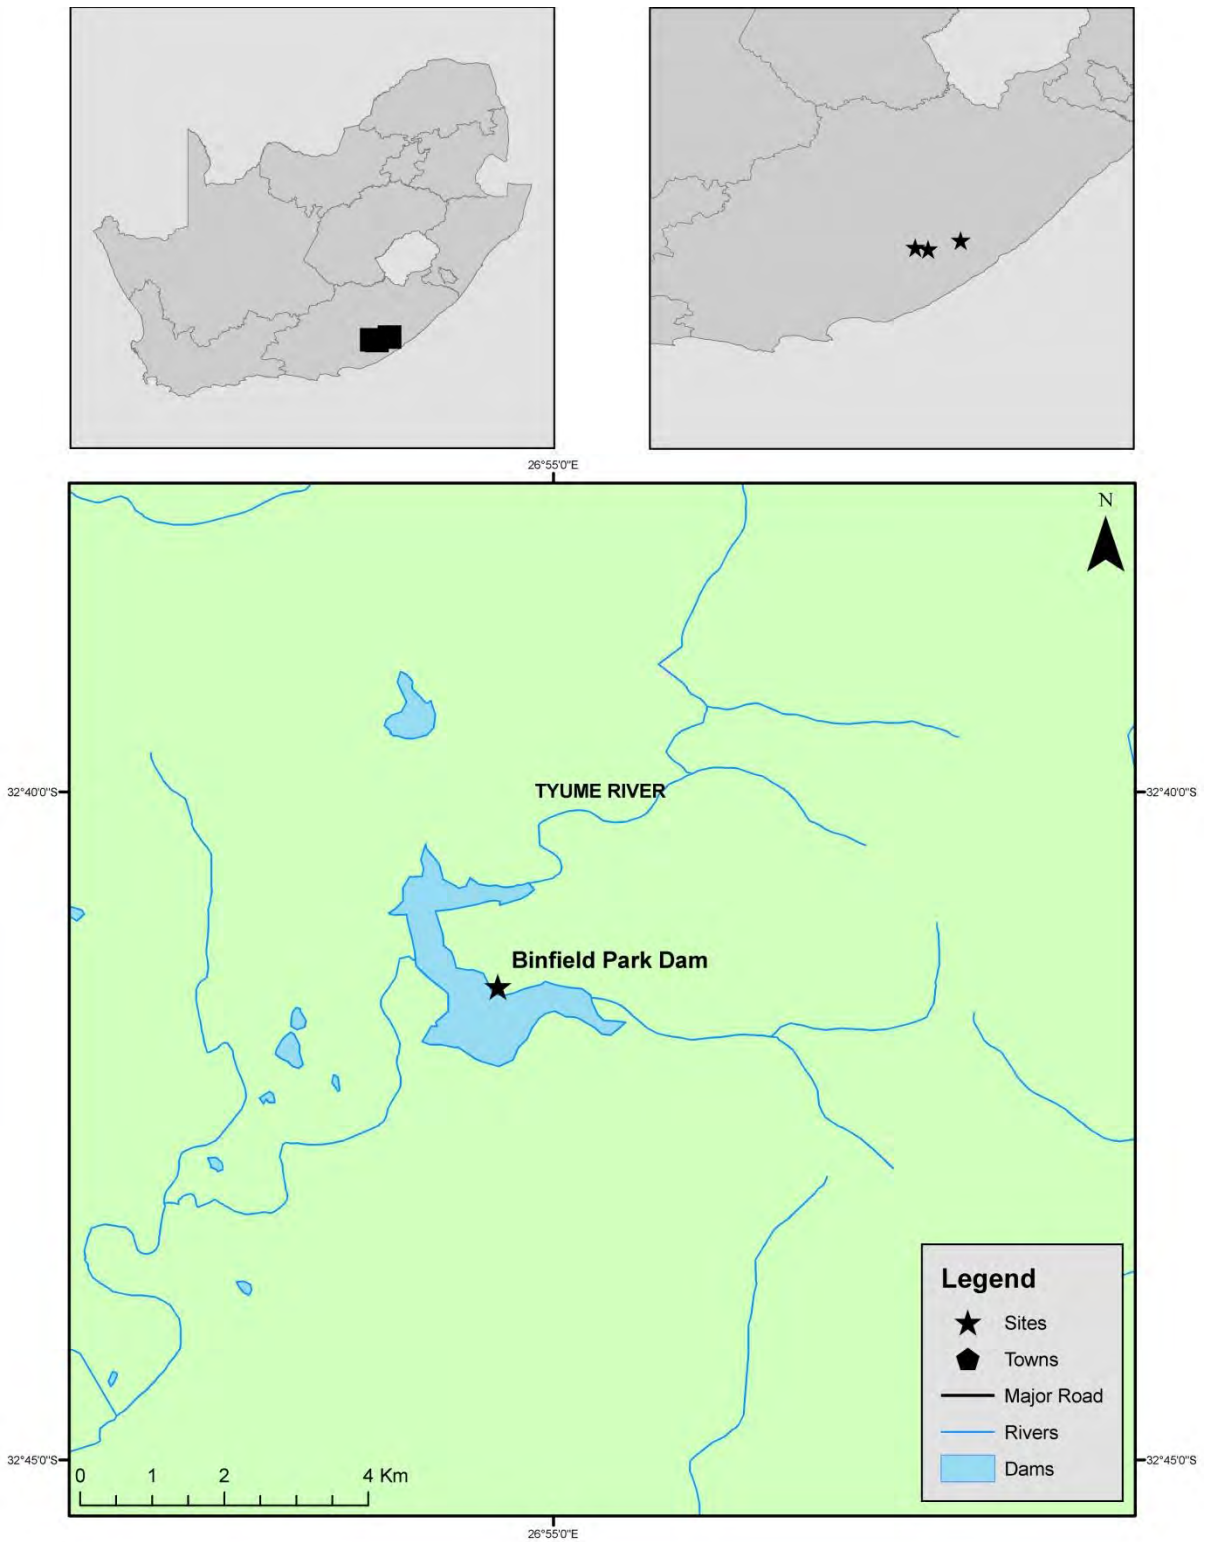 26°55'0"E
N
32°40'0"S
TYUME RIVER
32°40'0"S
Binfield Park Dam
Legend
Sites
Towns
Major Road
Rivers
Dams
32°45'0"S
32°45'0"S
0 1 2 4 Km
26°55'0"E